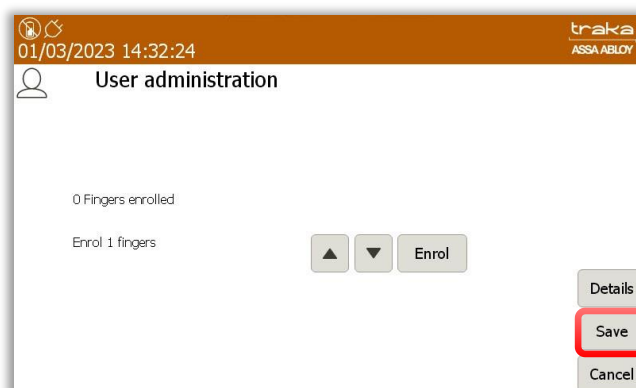 01/03/2023 14:32:24
traka
ASSA ABLOY
User administration
0 Fingers enrolled
Enrol 1 fingers
Enrol
Details
Save
Cancel